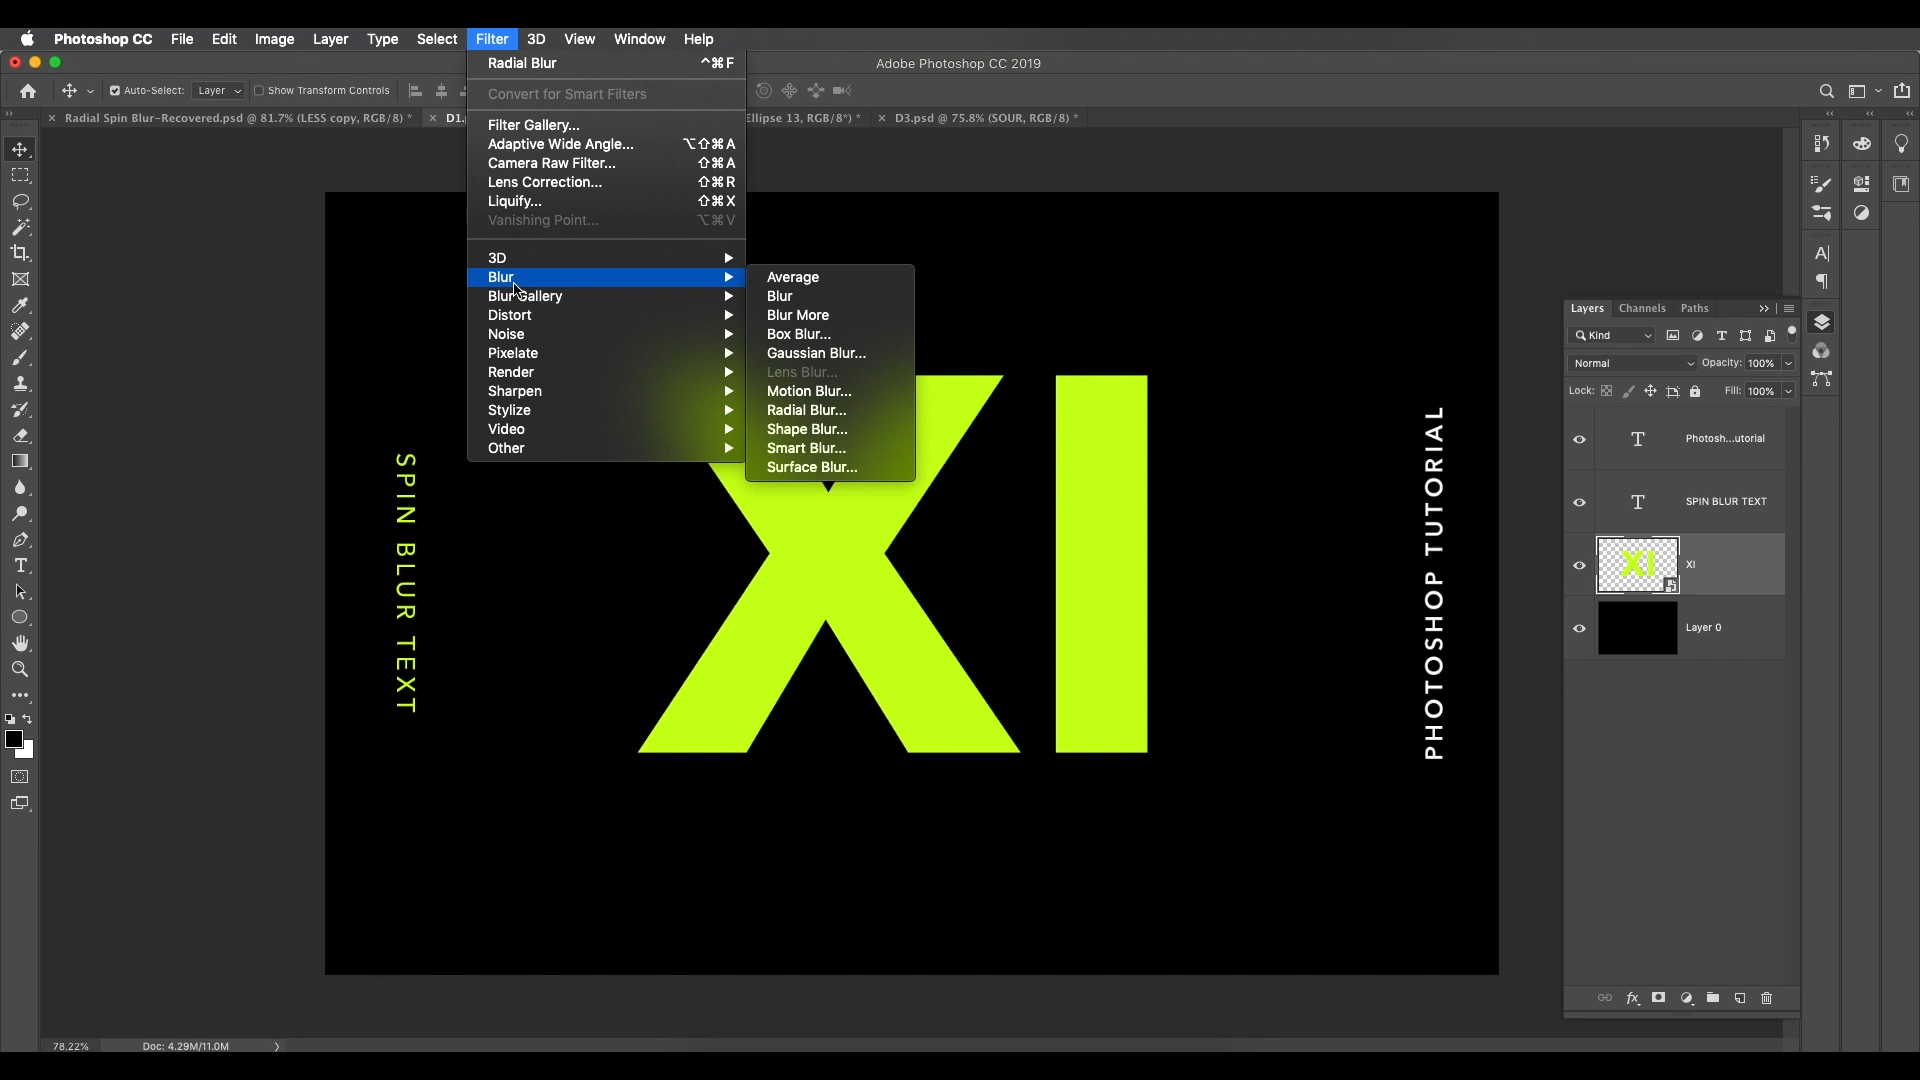 Photoshop CC File Edit Image Layer Type Select Filter 3D View Window Help
Adobe Photoshop CC 2019
Auto-Select: Layer Show Transform Controls
Radial Spin Blur-Recovered.psd @ 81.7% (LESS copy, RGB/8) *
D1.
Ellipse 13, RGB/8*) *
D3.psd @ 75.8% (SOUR, RGB/8) *
Radial Blur ^⌘F
Convert for Smart Filters
Filter Gallery...
Adaptive Wide Angle... ⌥⇧⌘A
Camera Raw Filter... ⇧⌘A
Lens Correction... ⇧⌘R
Liquify... ⇧⌘X
Vanishing Point... ⌥⌘V
3D
Blur
Blur Gallery
Distort
Noise
Pixelate
Render
Sharpen
Stylize
Video
Other
Average
Blur
Blur More
Box Blur...
Gaussian Blur...
Lens Blur...
Motion Blur...
Radial Blur...
Shape Blur...
Smart Blur...
Surface Blur...
SPIN BLUR TEXT
XI
PHOTOSHOP TUTORIAL
Layers Channels Paths
Kind
Normal Opacity: 100%
Lock: Fill: 100%
Photosh...utorial
SPIN BLUR TEXT
XI
XI
Layer 0
78.22% Doc: 4.29M/11.0M